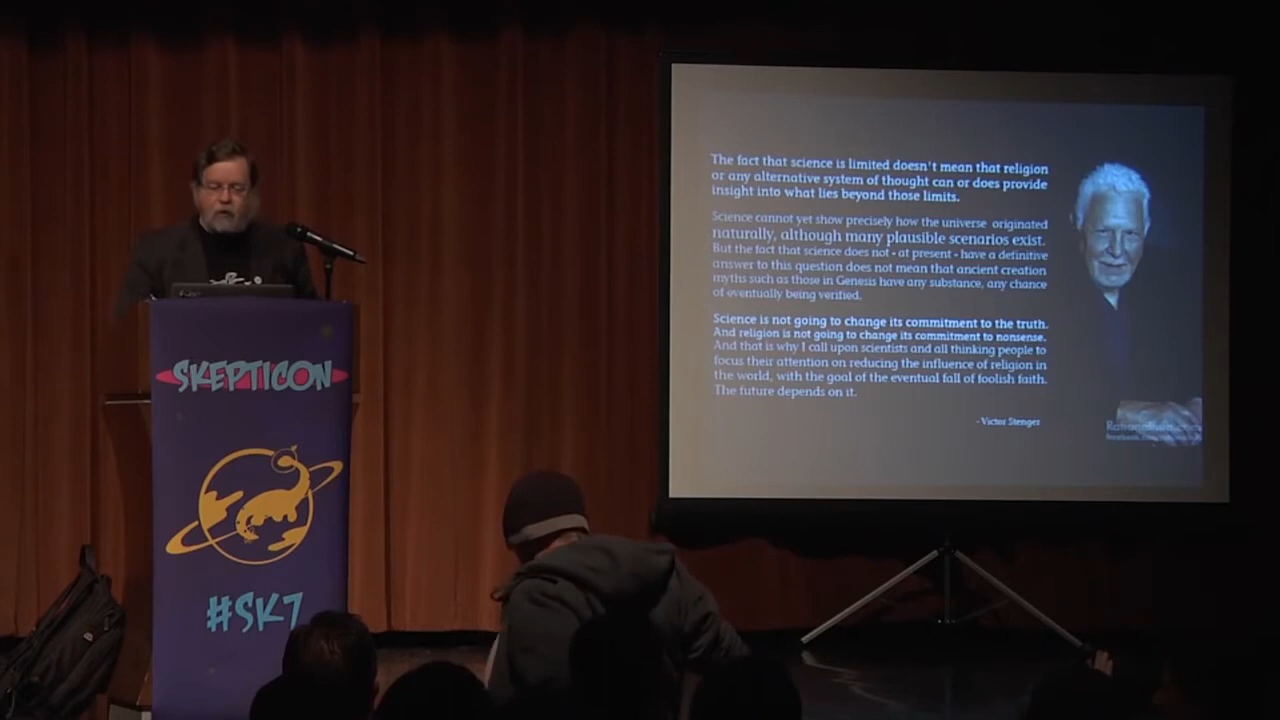 SKEPTICON
#SK7
The fact that science is limited doesn't mean that religion
or any alternative system of thought can or does provide
insight into what lies beyond those limits.
Science cannot yet show precisely how the universe originated
naturally, although many plausible scenarios exist.
But the fact that science does not - at present - have a definitive
answer to this question does not mean that ancient creation
myths such as those in Genesis have any substance, any chance
of eventually being verified.
Science is not going to change its commitment to the truth.
And religion is not going to change its commitment to nonsense.
And that is why I call upon scientists and all thinking people to
focus their attention on reducing the influence of religion in
the world, with the goal of the eventual fall of foolish faith.
The future depends on it.
- Victor Stenger